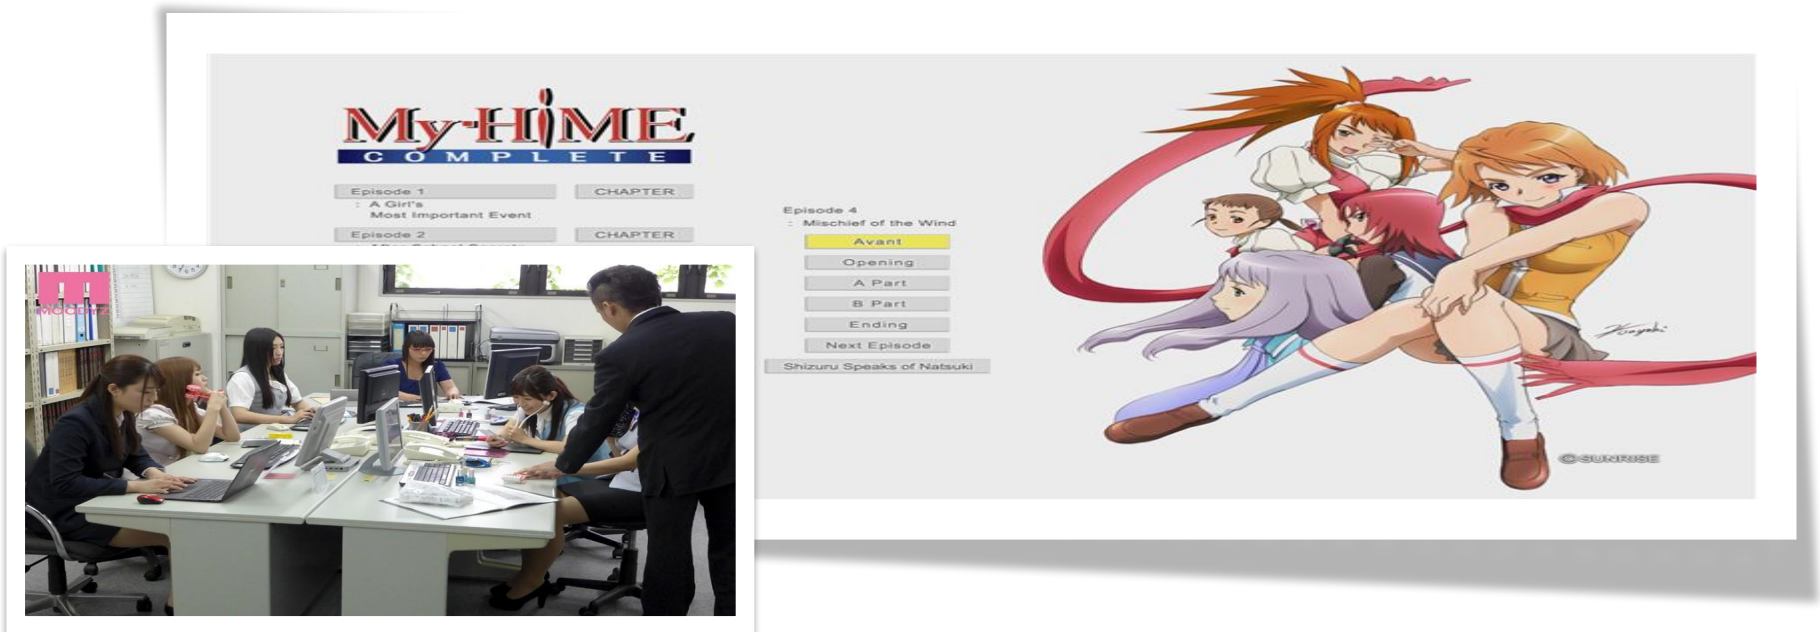 My-HiME
COMPLETE
Episode 1 CHAPTER
: A Girl's
Most Important Event
Episode 2 CHAPTER
Episode 4
: Mischief of the Wind
Avant
Opening
A Part
B Part
Ending
Next Episode
Shizuru Speaks of Natsuki
©SUNRISE
MOODYZ